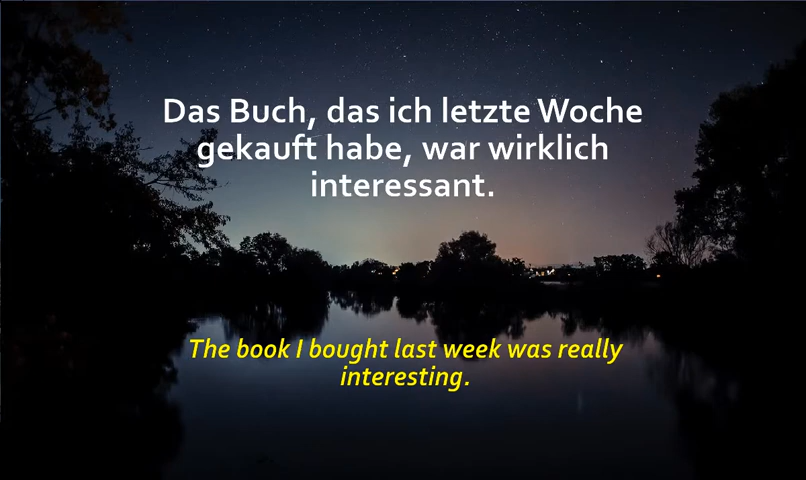 Das Buch, das ich letzte Woche
gekauft habe, war wirklich
interessant.
The book I bought last week was really
interesting.